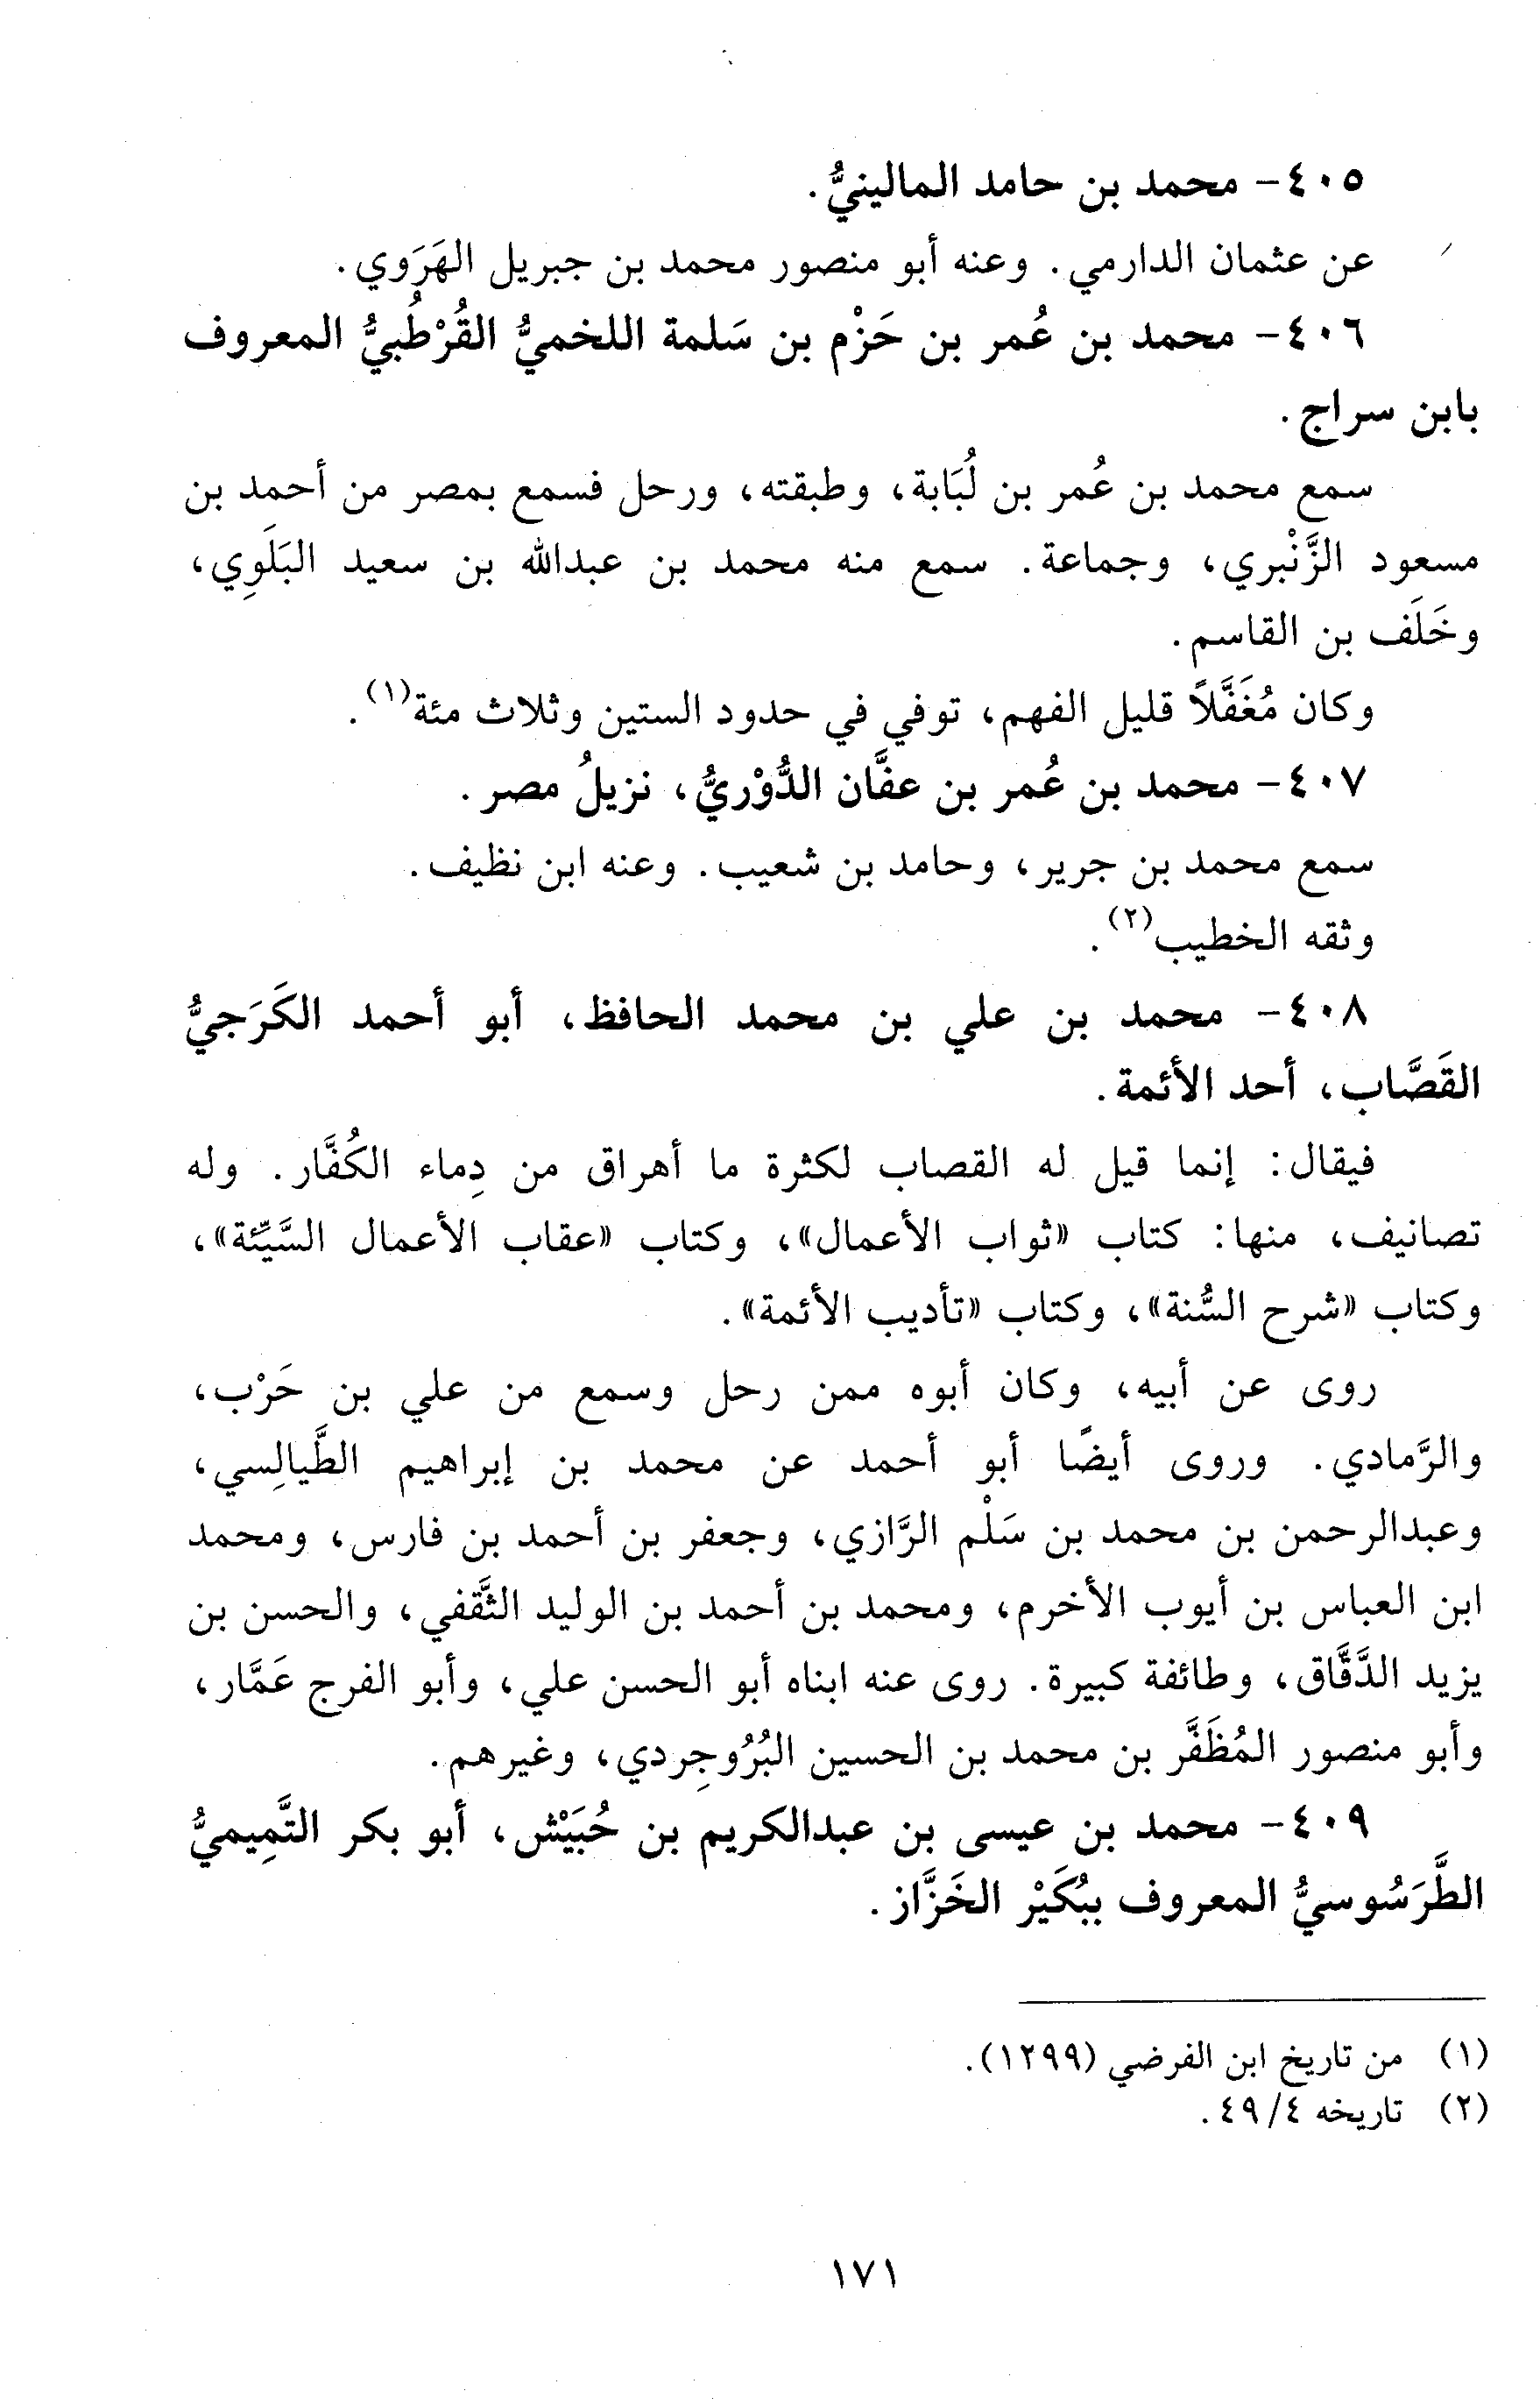 ٤٠٥- محمد بن حامد المالينيُّ.
عن عثمان الدارمي. وعنه أبو منصور محمد بن جبريل الهَرَوي.
٤٠٦- محمد بن عُمر بن حَزْم بن سَلمة اللخميُّ القُرْطُبيُّ المعروف
بابن سراج.
سمع محمد بن عُمر بن لُبَابة، وطبقته، ورحل فسمع بمصر من أحمد بن
مسعود الزَّنْبري، وجماعة. سمع منه محمد بن عبدالله بن سعيد البَلَوِي،
وخَلَف بن القاسم.
وكان مُغَفَّلاً قليل الفهم، توفي في حدود الستين وثلاث مئة(١).
٤٠٧- محمد بن عُمر بن عفَّان الدُّوْريُّ، نزيلُ مصر.
سمع محمد بن جرير، وحامد بن شعيب. وعنه ابن نظيف.
وثقه الخطيب(٢).
٤٠٨- محمد بن علي بن محمد الحافظ، أبو أحمد الكَرَجيُّ
القَصَّاب، أحد الأئمة.
فيقال: إنما قيل له القصاب لكثرة ما أهراق من دِماء الكُفَّار. وله
تصانيف، منها: كتاب «ثواب الأعمال»، وكتاب «عقاب الأعمال السَّيِّئة»،
وكتاب «شرح السُّنة»، وكتاب «تأديب الأئمة».
روى عن أبيه، وكان أبوه ممن رحل وسمع من علي بن حَرْب،
والرَّمادي. وروى أيضًا أبو أحمد عن محمد بن إبراهيم الطَّيالِسي،
وعبدالرحمن بن محمد بن سَلْم الرَّازي، وجعفر بن أحمد بن فارس، ومحمد
ابن العباس بن أيوب الأخرم، ومحمد بن أحمد بن الوليد الثَّقفي، والحسن بن
يزيد الدَّقَّاق، وطائفة كبيرة. روى عنه ابناه أبو الحسن علي، وأبو الفرج عَمَّار،
وأبو منصور المُظَفَّر بن محمد بن الحسين البُرُوجِردي، وغيرهم.
٤٠٩- محمد بن عيسى بن عبدالكريم بن حُبَيْش، أبو بكر التَّمِيميُّ
الطَّرَسُوسيُّ المعروف ببُكَيْر الخَزَّاز.
(١) من تاريخ ابن الفرضي (١٢٩٩).
(٢) تاريخه ٤/ ٤٩.
١٧١